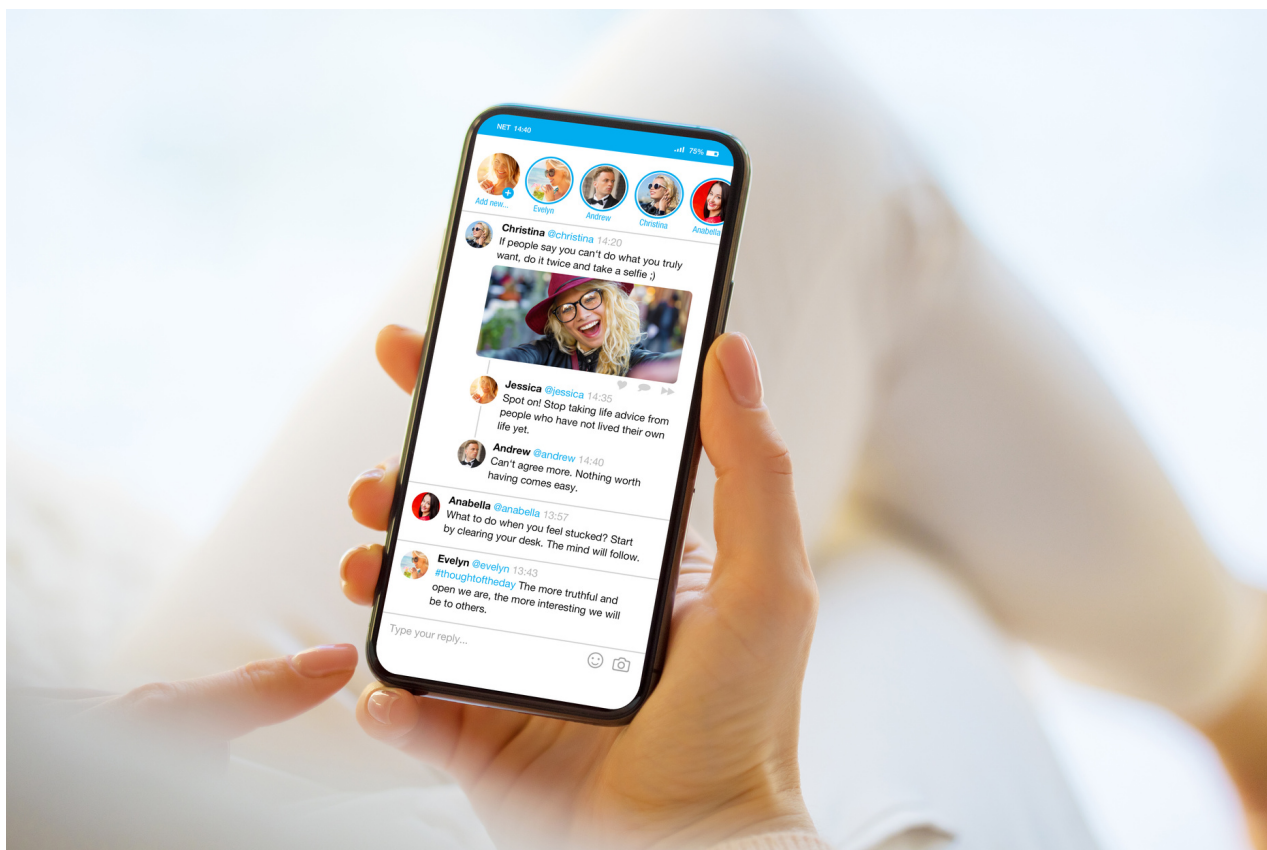 NET 14:40
75%
Add new...
Evelyn
Andrew
Christina
Anabella
Christina @christina 14:20
If people say you can't do what you truly
want, do it twice and take a selfie ;)
Jessica @jessica 14:35
Spot on! Stop taking life advice from
people who have not lived their own
life yet.
Andrew @andrew 14:40
Can't agree more. Nothing worth
having comes easy.
Anabella @anabella 13:57
What to do when you feel stucked? Start
by clearing your desk. The mind will follow.
Evelyn @evelyn 13:43
#thoughtoftheday The more truthful and
open we are, the more interesting we will
be to others.
Type your reply...